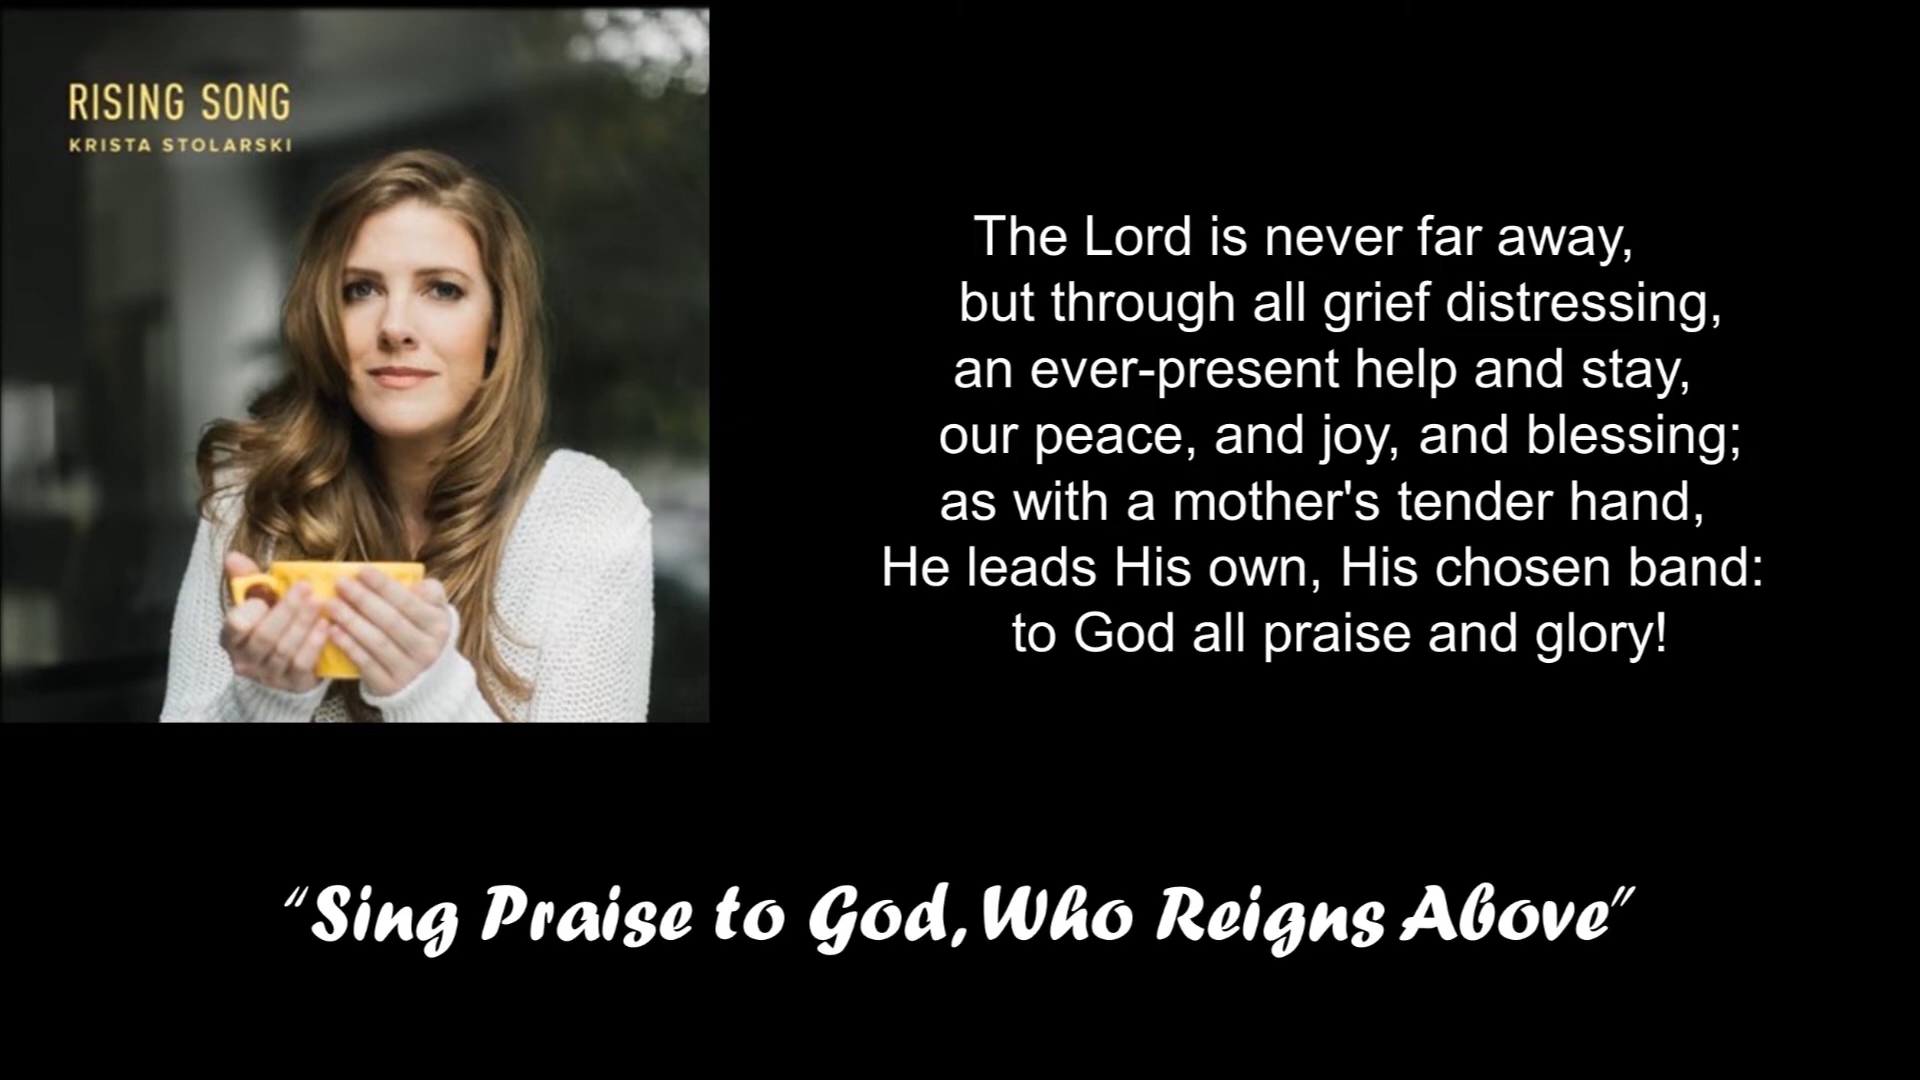 RISING SONG
KRISTA STOLARSKI
The Lord is never far away,
but through all grief distressing,
an ever-present help and stay,
our peace, and joy, and blessing;
as with a mother's tender hand,
He leads His own, His chosen band:
to God all praise and glory!
“Sing Praise to God, Who Reigns Above”